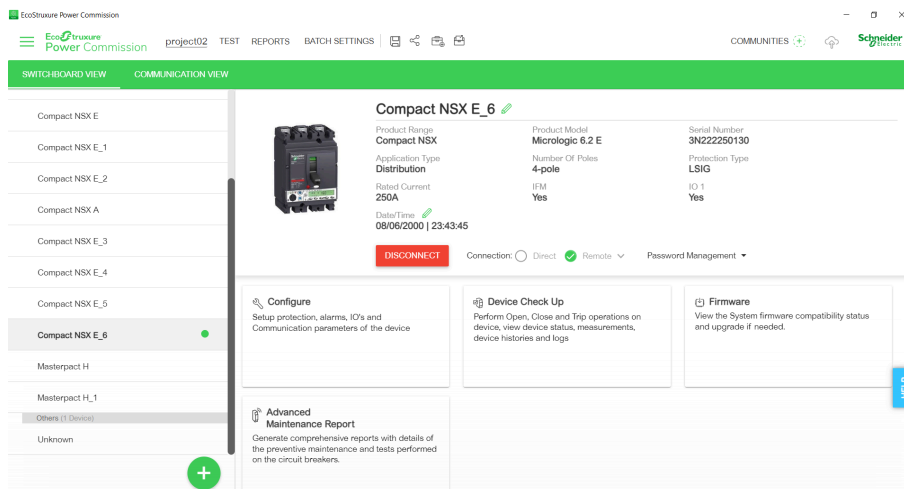 EcoStruxure Power Commission
EcoStruxure
Power Commission
project02 TEST REPORTS BATCH SETTINGS
COMMUNITIES
Schneider
Electric
SWITCHBOARD VIEW COMMUNICATION VIEW
Compact NSX E
Compact NSX E_1
Compact NSX E_2
Compact NSX A
Compact NSX E_3
Compact NSX E_4
Compact NSX E_5
Compact NSX E_6
Masterpact H
Masterpact H_1
Others (1 Device)
Unknown
Compact NSX E_6
Product Range Product Model Serial Number
Compact NSX Micrologic 6.2 E 3N222250130
Application Type Number Of Poles Protection Type
Distribution 4-pole LSIG
Rated Current IFM IO 1
250A Yes Yes
Date/Time
08/06/2000 | 23:43:45
DISCONNECT Connection: Direct Remote Password Management
Configure
Setup protection, alarms, IO's and
Communication parameters of the device
Device Check Up
Perform Open, Close and Trip operations on
device, view device status, measurements,
device histories and logs
Firmware
View the System firmware compatibility status
and upgrade if needed.
Advanced
Maintenance Report
Generate comprehensive reports with details of
the preventive maintenance and tests performed
on the circuit breakers.